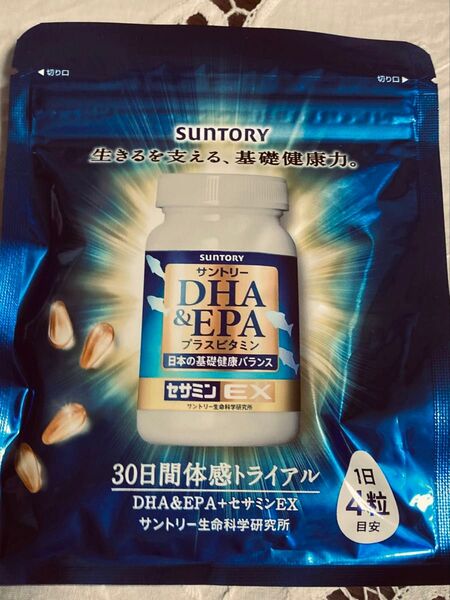 ◀切り口
切り口▶
SUNTORY
生きるを支える、基礎健康力。
SUNTORY
サントリー
DHA
&EPA
プラスビタミン
日本の基礎健康バランス
セサミンEX
サントリー生命科学研究所
30日間体感トライアル
DHA&EPA+セサミンEX
サントリー生命科学研究所
1日
4粒
目安